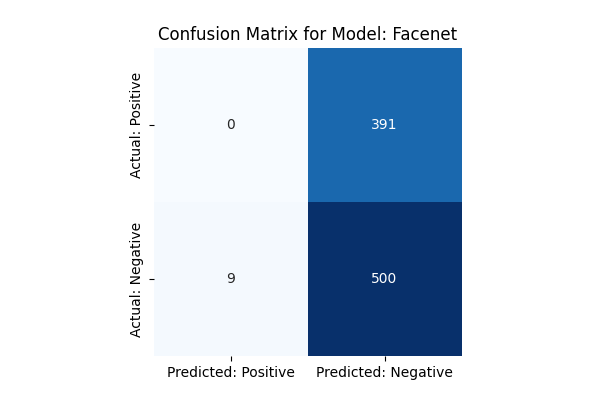 Confusion Matrix for Model: Facenet
Actual: Positive
0 391
Actual: Negative
9 500
Predicted: Positive Predicted: Negative